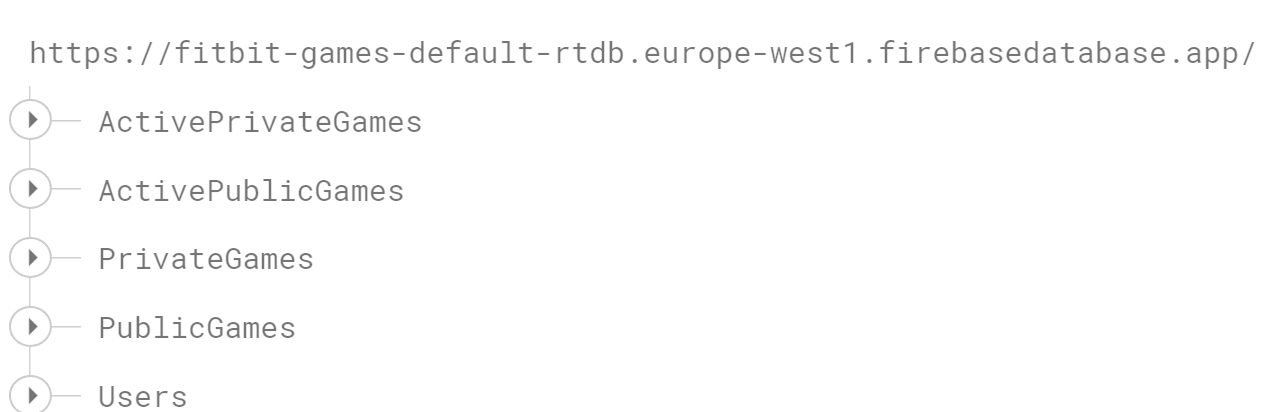 https://fitbit-games-default-rtdb.europe-west1.firebasedatabase.app/
ActivePrivateGames
ActivePublicGames
PrivateGames
PublicGames
Users